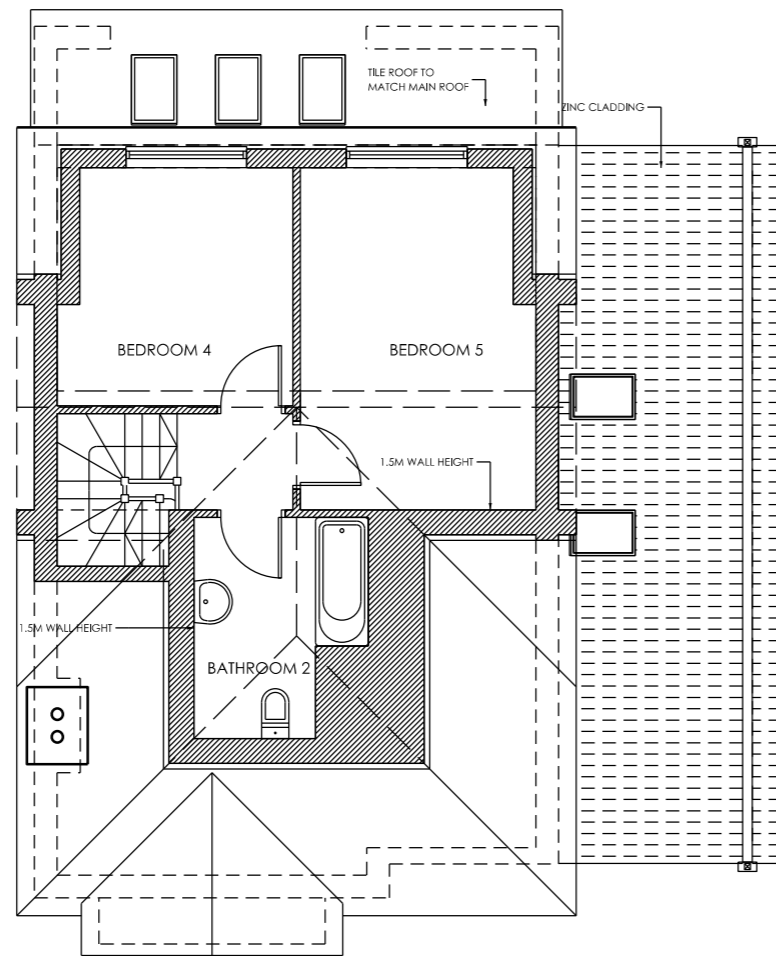 TILE ROOF TO
MATCH MAIN ROOF
ZINC CLADDING
BEDROOM 4
BEDROOM 5
1.5M WALL HEIGHT
1.5M WALL HEIGHT
BATHROOM 2